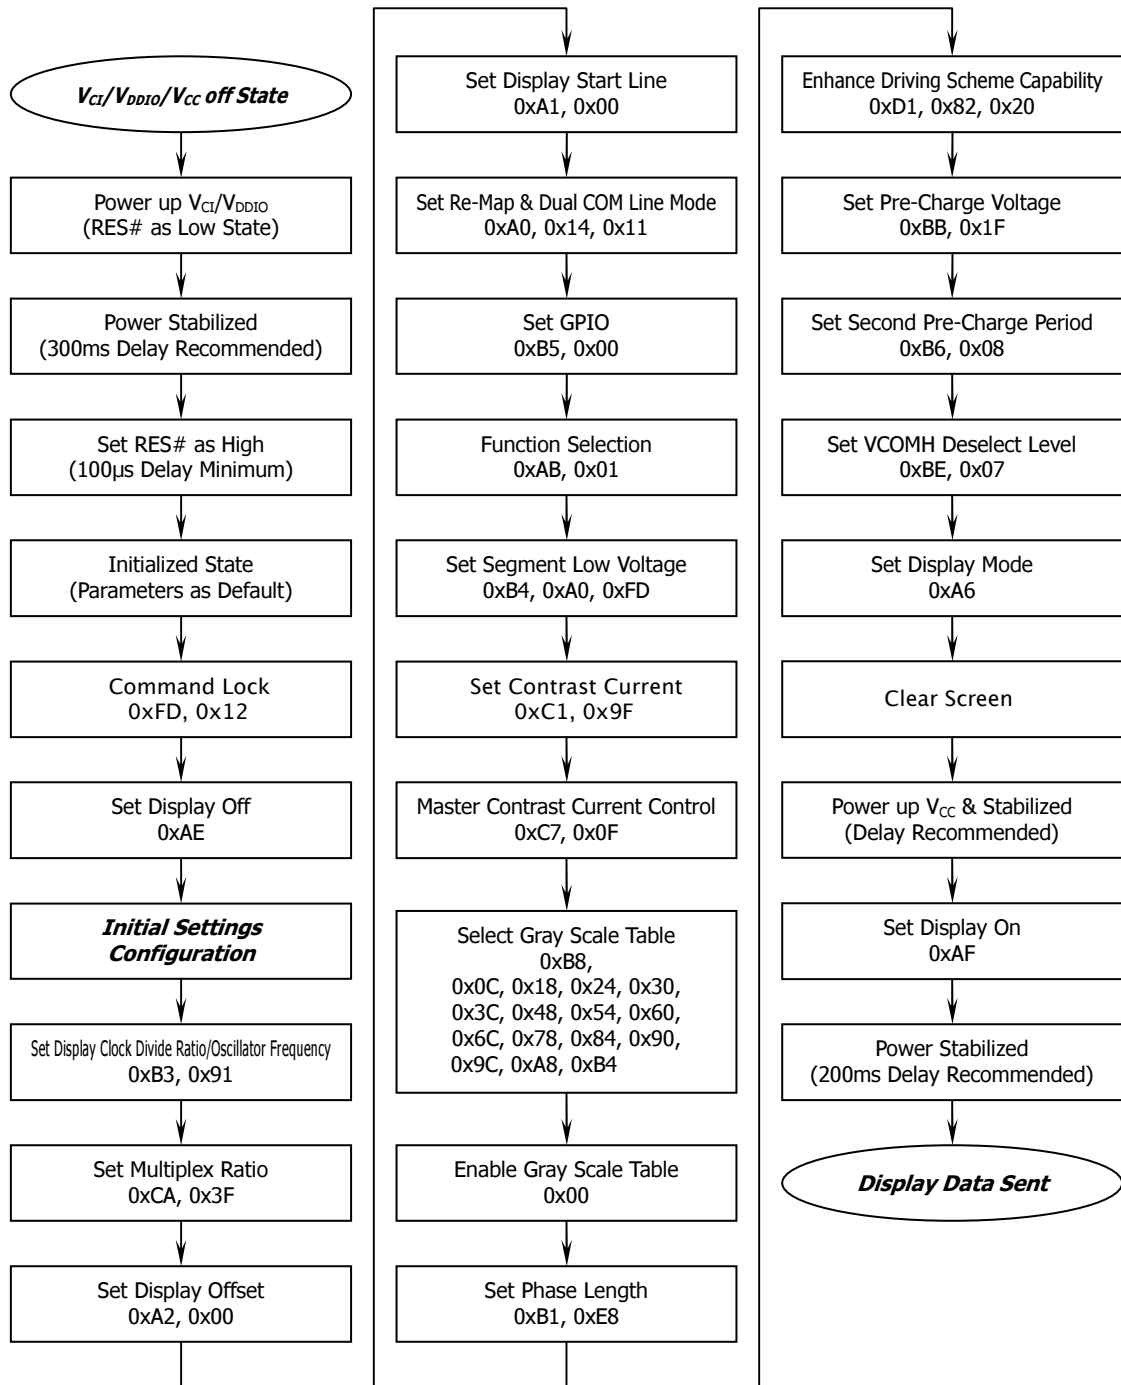 VCI/VDDIO/VCC off State
Power up VCI/VDDIO
(RES# as Low State)
Power Stabilized
(300ms Delay Recommended)
Set RES# as High
(100μs Delay Minimum)
Initialized State
(Parameters as Default)
Command Lock
0xFD, 0x12
Set Display Off
0xAE
Initial Settings
Configuration
Set Display Clock Divide Ratio/Oscillator Frequency
0xB3, 0x91
Set Multiplex Ratio
0xCA, 0x3F
Set Display Offset
0xA2, 0x00
Set Display Start Line
0xA1, 0x00
Set Re-Map & Dual COM Line Mode
0xA0, 0x14, 0x11
Set GPIO
0xB5, 0x00
Function Selection
0xAB, 0x01
Set Segment Low Voltage
0xB4, 0xA0, 0xFD
Set Contrast Current
0xC1, 0x9F
Master Contrast Current Control
0xC7, 0x0F
Select Gray Scale Table
0xB8,
0x0C, 0x18, 0x24, 0x30,
0x3C, 0x48, 0x54, 0x60,
0x6C, 0x78, 0x84, 0x90,
0x9C, 0xA8, 0xB4
Enable Gray Scale Table
0x00
Set Phase Length
0xB1, 0xE8
Enhance Driving Scheme Capability
0xD1, 0x82, 0x20
Set Pre-Charge Voltage
0xBB, 0x1F
Set Second Pre-Charge Period
0xB6, 0x08
Set VCOMH Deselect Level
0xBE, 0x07
Set Display Mode
0xA6
Clear Screen
Power up VCC & Stabilized
(Delay Recommended)
Set Display On
0xAF
Power Stabilized
(200ms Delay Recommended)
Display Data Sent